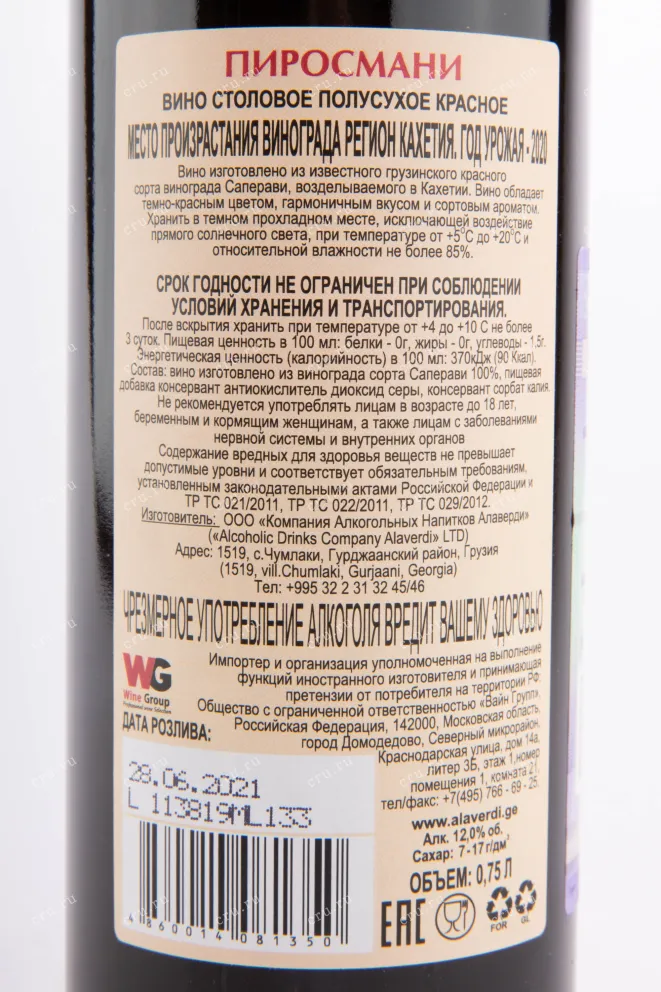 ПИРОСМАНИ
ВИНО СТОЛОВОЕ ПОЛУСУХОЕ КРАСНОЕ
МЕСТО ПРОИЗРАСТАНИЯ ВИНОГРАДА РЕГИОН КАХЕТИЯ. ГОД УРОЖАЯ - 2020
Вино изготовлено из известного грузинского красного
сорта винограда Саперави, возделываемого в Кахетии. Вино обладает
темно-красным цветом, гармоничным вкусом и сортовым ароматом.
Хранить в темном прохладном месте, исключающей воздействие
прямого солнечного света, при температуре от +5°С до +20°С и
относительной влажности не более 85%.
СРОК ГОДНОСТИ НЕ ОГРАНИЧЕН ПРИ СОБЛЮДЕНИИ
УСЛОВИЙ ХРАНЕНИЯ И ТРАНСПОРТИРОВАНИЯ.
После вскрытия хранить при температуре от +4 до +10 С не более
3 суток. Пищевая ценность в 100 мл: белки - 0г, жиры - 0г, углеводы - 1,5г.
Энергетическая ценность (калорийность) в 100 мл: 370кДж (90 Ккал).
Состав: вино изготовлено из винограда сорта Саперави 100%, пищевая
добавка консервант антиокислитель диоксид серы, консервант сорбат калия.
Не рекомендуется употреблять лицам в возрасте до 18 лет,
беременным и кормящим женщинам, а также лицам с заболеваниями
нервной системы и внутренних органов
Содержание вредных для здоровья веществ не превышает
допустимые уровни и соответствует обязательным требованиям,
установленным законодательными актами Российской Федерации и
ТР ТС 021/2011, ТР ТС 022/2011, ТР ТС 029/2012.
Изготовитель: ООО «Компания Алкогольных Напитков Алаверди»
(«Alcoholic Drinks Company Alaverdi» LTD)
Адрес: 1519, с.Чумлаки, Гурджаанский район, Грузия
(1519, vill.Chumlaki, Gurjaani, Georgia)
Тел: +995 32 2 31 32 45/46
ЧРЕЗМЕРНОЕ УПОТРЕБЛЕНИЕ АЛКОГОЛЯ ВРЕДИТ ВАШЕМУ ЗДОРОВЬЮ
WG
Wine Group
Professional wine Selection
Импортер и организация уполномоченная на выполнение
функций иностранного изготовителя и принимающая
претензии от потребителя на территории РФ:
Общество с ограниченной ответственностью «Вайн Групп»,
Российская Федерация, 142000, Московская область,
город Домодедово, Северный микрорайон,
Краснодарская улица, дом 14а,
литер 3Б, этаж 1,номер
помещения 1, комната 21.
тел/факс: +7(495) 766 - 69 - 25.
ДАТА РОЗЛИВА:
28.06.2021
L 113819ML133
4 860014 081350
www.alaverdi.ge
Алк. 12,0% об.
Сахар: 7-17 г/дм³
ОБЪЕМ: 0,75 Л
EAC
FOR
GL
cru.ru